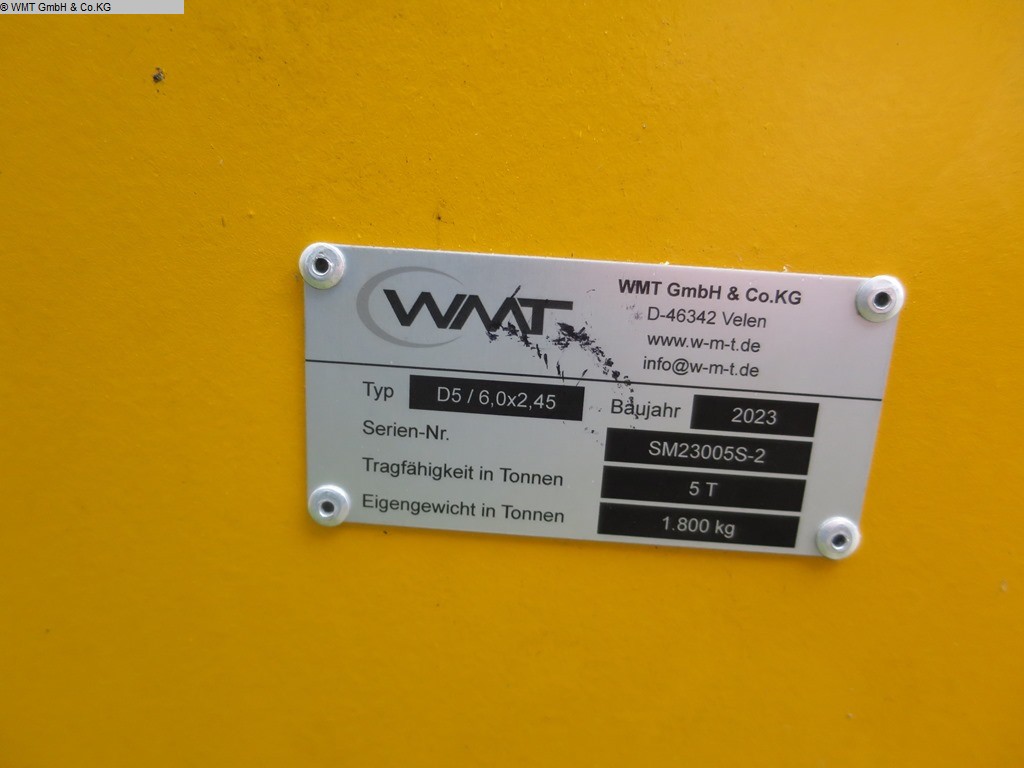 © WMT GmbH & Co.KG
WMT
WMT GmbH & Co.KG
D-46342 Velen
www.w-m-t.de
info@w-m-t.de
Typ D5 / 6,0x2,45 Baujahr 2023
Serien-Nr. SM23005S-2
Tragfähigkeit in Tonnen 5 T
Eigengewicht in Tonnen 1.800 kg